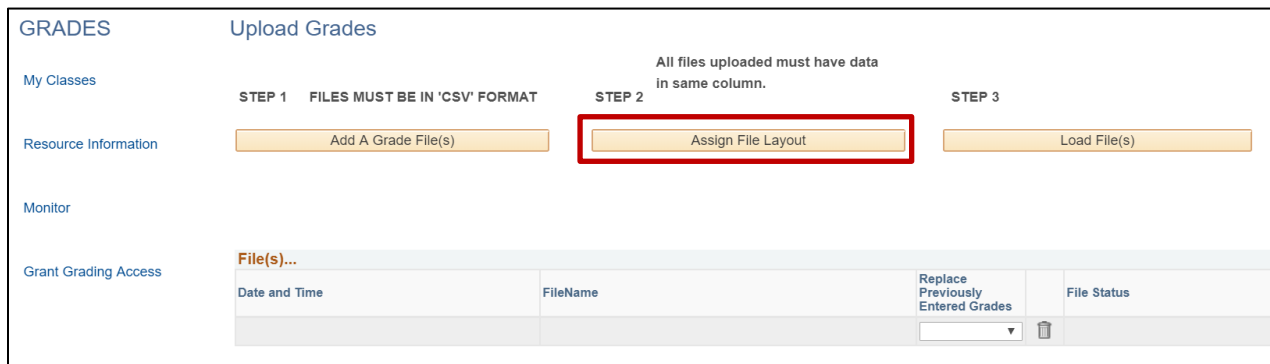 GRADES
Upload Grades
My Classes
All files uploaded must have data
in same column.
STEP 1 FILES MUST BE IN 'CSV' FORMAT
STEP 2
STEP 3
Resource Information
Add A Grade File(s)
Assign File Layout
Load File(s)
Monitor
Grant Grading Access
File(s)...
Date and Time
FileName
Replace
Previously
Entered Grades
File Status